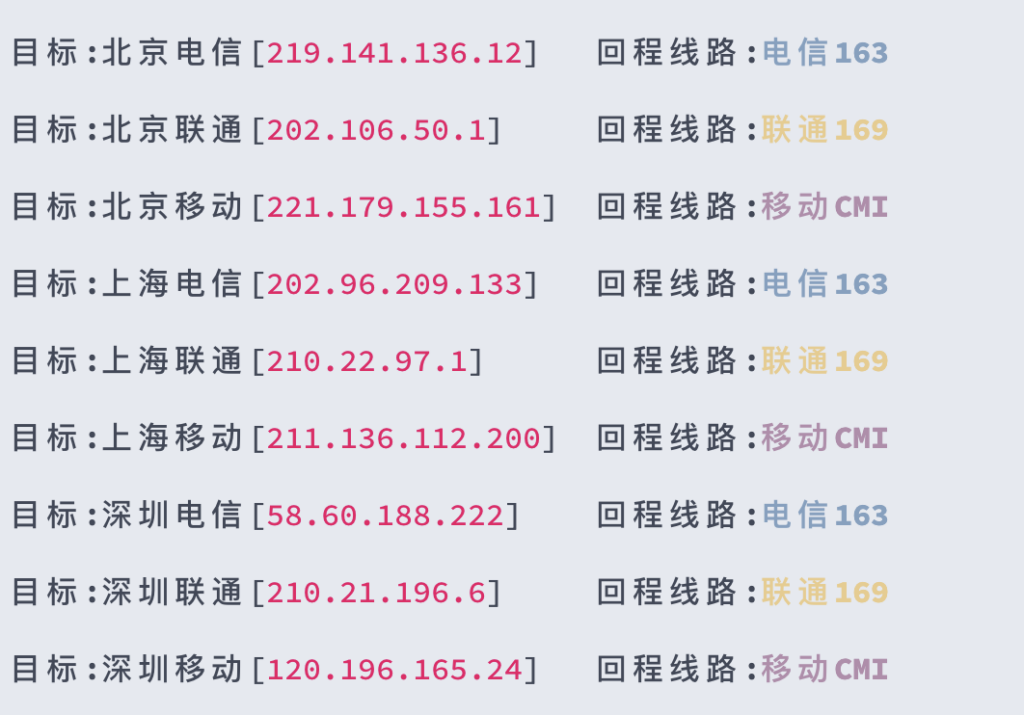 目标:北京电信[219.141.136.12] 回程线路:电信163
目标:北京联通[202.106.50.1] 回程线路:联通169
目标:北京移动[221.179.155.161] 回程线路:移动CMI
目标:上海电信[202.96.209.133] 回程线路:电信163
目标:上海联通[210.22.97.1] 回程线路:联通169
目标:上海移动[211.136.112.200] 回程线路:移动CMI
目标:深圳电信[58.60.188.222] 回程线路:电信163
目标:深圳联通[210.21.196.6] 回程线路:联通169
目标:深圳移动[120.196.165.24] 回程线路:移动CMI